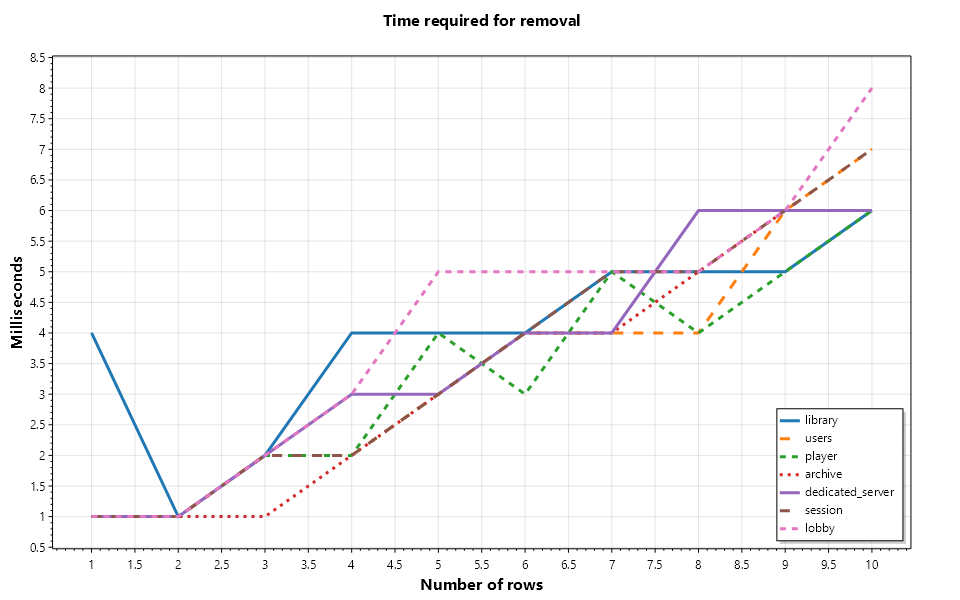 Time required for removal
8.5
8
7.5
7
6.5
6
5.5
5
4.5
4
3.5
3
2.5
2
1.5
1
0.5
Milliseconds
1 1.5 2 2.5 3 3.5 4 4.5 5 5.5 6 6.5 7 7.5 8 8.5 9 9.5 10
Number of rows
library
users
player
archive
dedicated_server
session
lobby